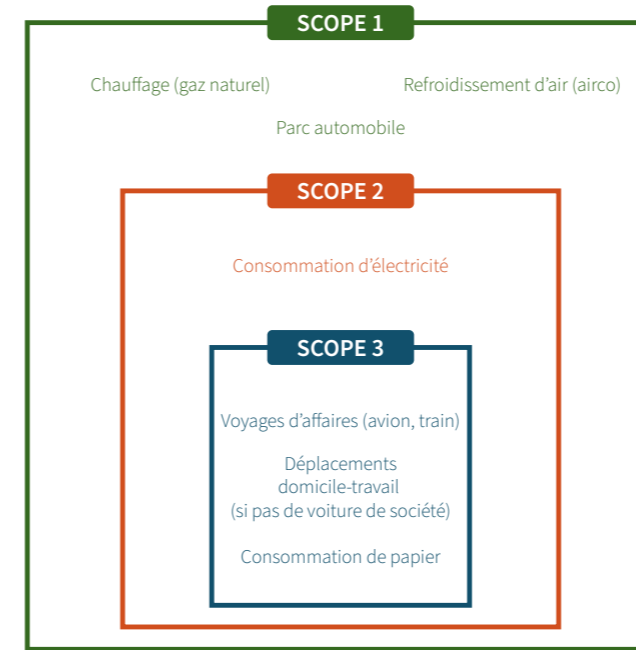 SCOPE 1
Chauffage (gaz naturel)
Refroidissement d’air (airco)
Parc automobile
SCOPE 2
Consommation d’électricité
SCOPE 3
Voyages d’affaires (avion, train)
Déplacements
domicile-travail
(si pas de voiture de société)
Consommation de papier